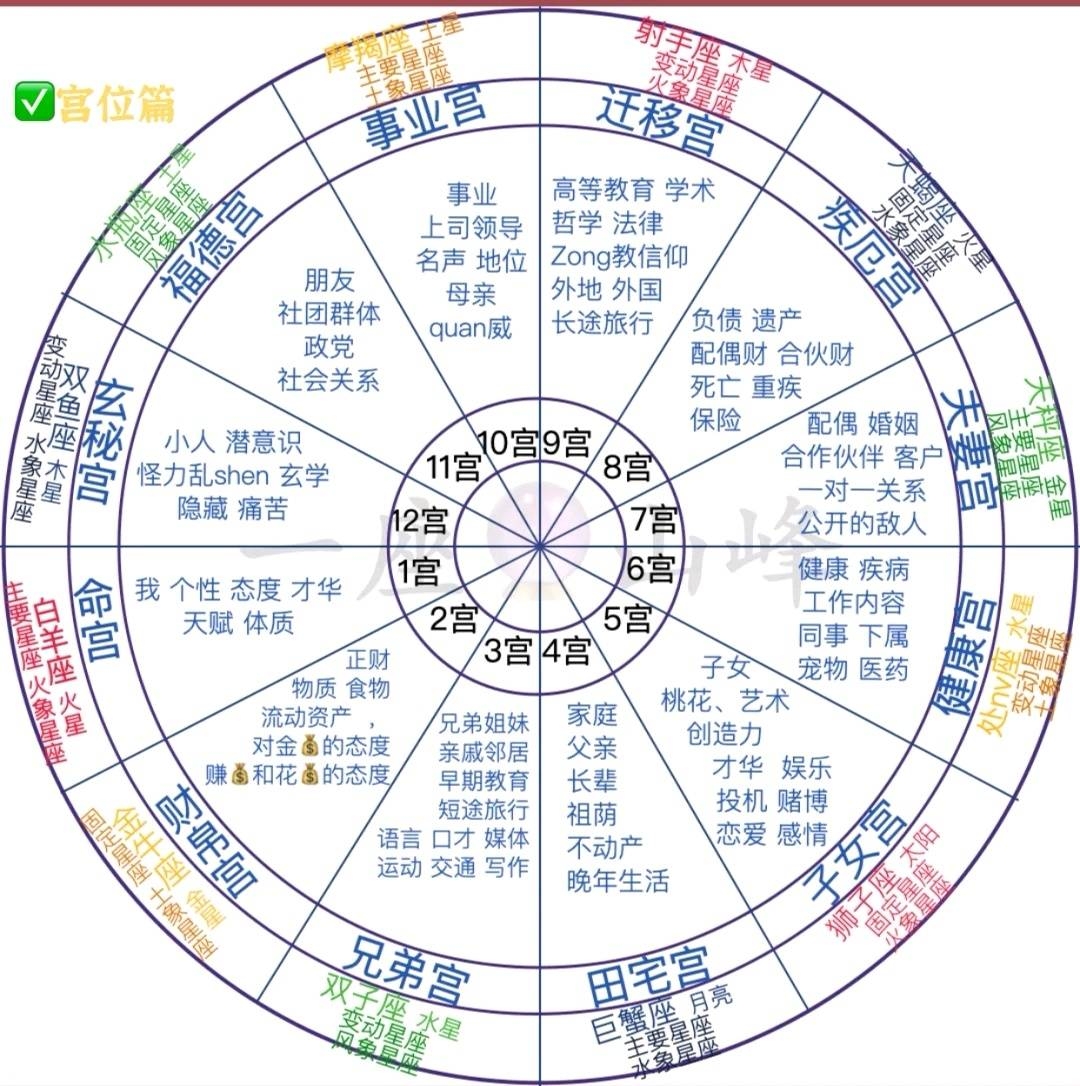 ✅宫位篇
摩羯座 土星
主要星座
土象星座
事业宫
事业
上司领导
名声 地位
母亲
quan威
10宫
射手座 木星
变动星座
火象星座
迁移宫
高等教育 学术
哲学 法律
Zong教信仰
外地 外国
长途旅行
9宫
天蝎座 火星
固定星座
水象星座
疾厄宫
负债 遗产
配偶财 合伙财
死亡 重疾
保险
8宫
天秤座 金星
主要星座
风象星座
夫妻宫
配偶 婚姻
合作伙伴 客户
一对一关系
公开的敌人
7宫
处nv座 水星
变动星座
土象星座
健康宫
健康 疾病
工作内容
同事 下属
宠物 医药
6宫
狮子座 太阳
固定星座
火象星座
子女宫
子女
桃花、艺术
创造力
才华 娱乐
投机 赌博
恋爱 感情
5宫
巨蟹座 月亮
主要星座
水象星座
田宅宫
家庭
父亲
长辈
祖荫
不动产
晚年生活
4宫
双子座 水星
变动星座
风象星座
兄弟宫
兄弟姐妹
亲戚邻居
早期教育
短途旅行
语言 口才 媒体
运动 交通 写作
3宫
金牛座 金星
固定星座 土象星座
财帛宫
正财
物质 食物
流动资产 ，
对金💰的态度
赚💰和花💰的态度
2宫
白羊座 火星
主要星座 火象星座
命宫
我 个性 态度 才华
天赋 体质
1宫
双鱼座 木星
变动星座 水象星座
玄秘宫
小人 潜意识
怪力乱shen 玄学
隐藏 痛苦
12宫
水瓶座 土星
固定星座
风象星座
福德宫
朋友
社团群体
政党
社会关系
11宫
一座山峰